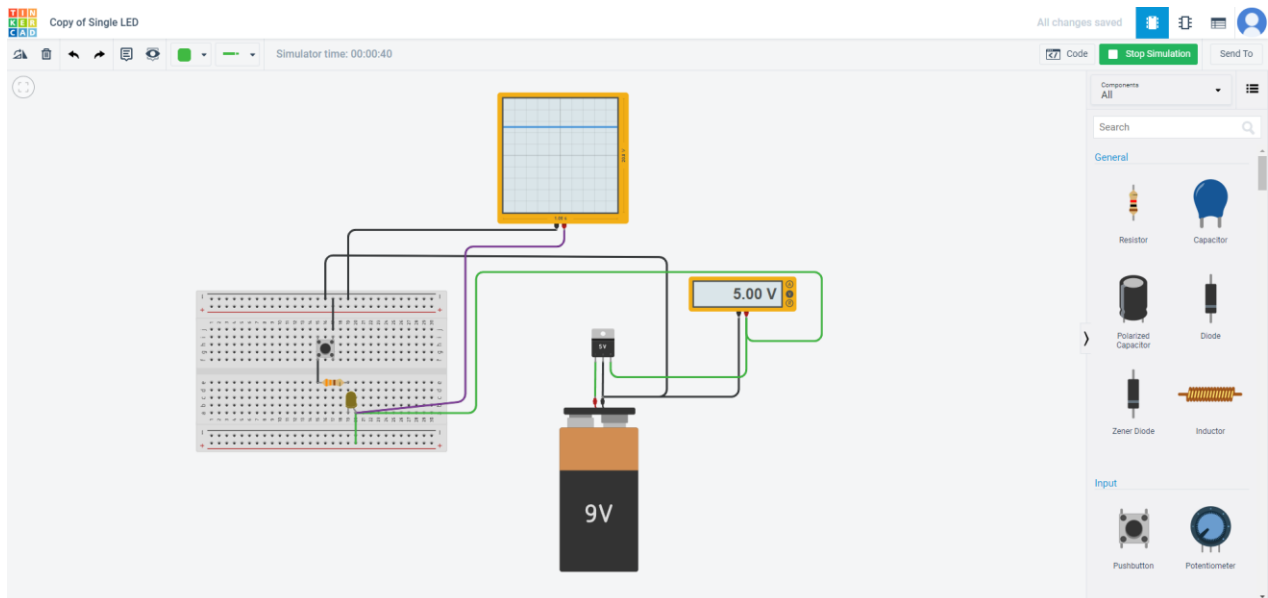 TIN
KER
CAD
Copy of Single LED
All changes saved
Simulator time: 00:00:40
Code
Stop Simulation
Send To
Components
All
Search
General
Resistor
Capacitor
Polarized
Capacitor
Diode
Zener Diode
Inductor
Input
Pushbutton
Potentiometer
5.00 V
5V
9V